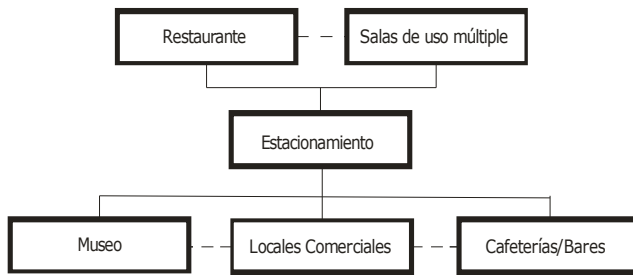 Restaurante
Salas de uso múltiple
Estacionamiento
Museo
Locales Comerciales
Cafeterías/Bares